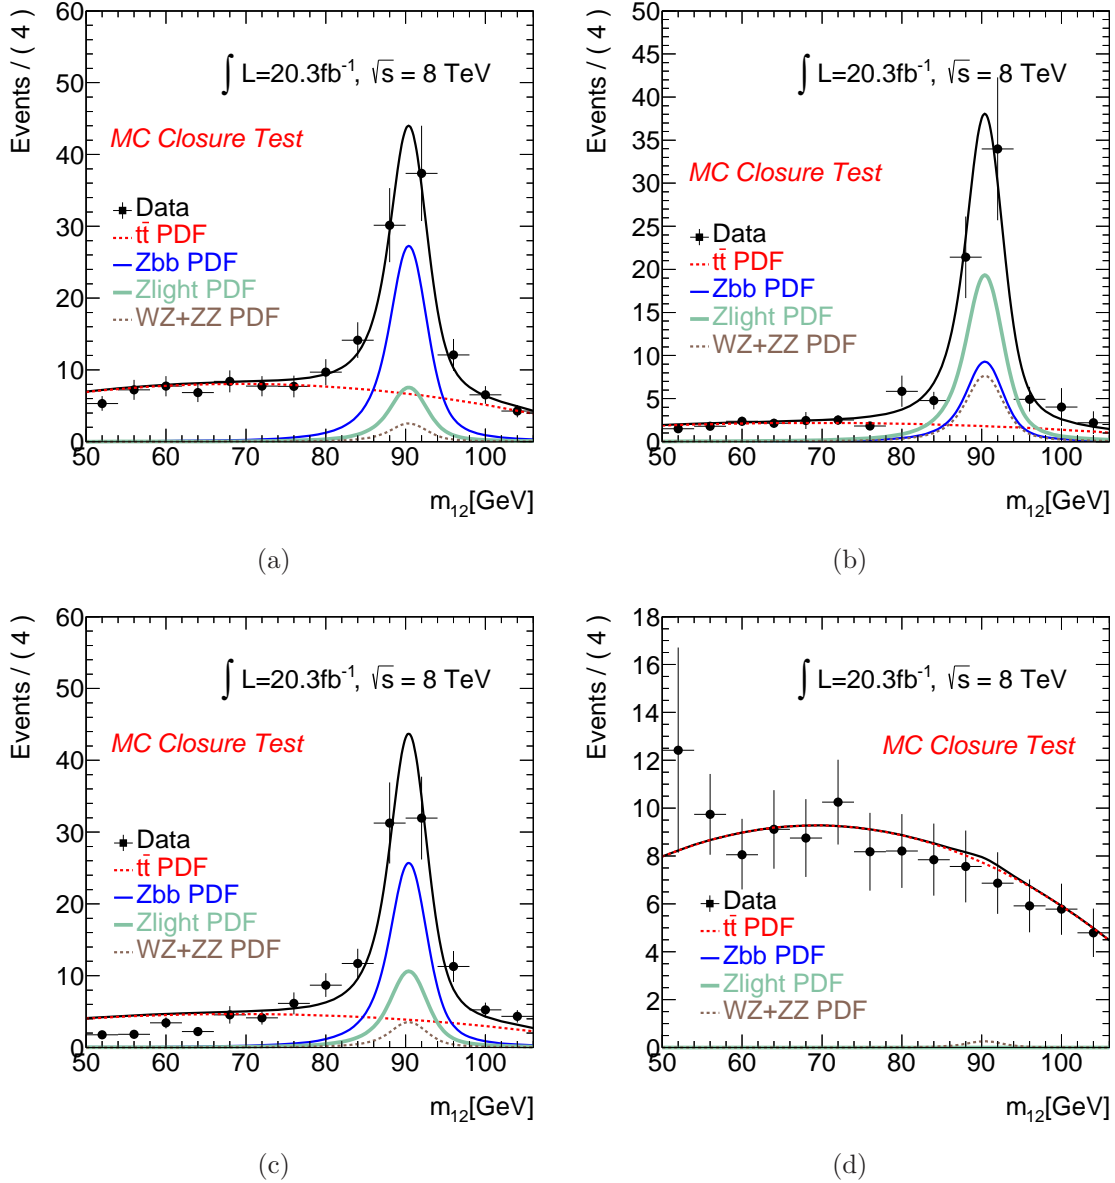 Events / ( 4 )
60
50
40
30
20
10
0
∫ L=20.3fb⁻¹, √s = 8 TeV
MC Closure Test
Data
tt̄ PDF
Zbb PDF
Zlight PDF
WZ+ZZ PDF
50 60 70 80 90 100
m₁₂[GeV]
(a)
Events / ( 4 )
50
45
40
35
30
25
20
15
10
5
0
∫ L=20.3fb⁻¹, √s = 8 TeV
MC Closure Test
Data
tt̄ PDF
Zbb PDF
Zlight PDF
WZ+ZZ PDF
50 60 70 80 90 100
m₁₂[GeV]
(b)
Events / ( 4 )
60
50
40
30
20
10
0
∫ L=20.3fb⁻¹, √s = 8 TeV
MC Closure Test
Data
tt̄ PDF
Zbb PDF
Zlight PDF
WZ+ZZ PDF
50 60 70 80 90 100
m₁₂[GeV]
(c)
Events / ( 4 )
18
16
14
12
10
8
6
4
2
0
∫ L=20.3fb⁻¹, √s = 8 TeV
MC Closure Test
Data
tt̄ PDF
Zbb PDF
Zlight PDF
WZ+ZZ PDF
50 60 70 80 90 100
m₁₂[GeV]
(d)